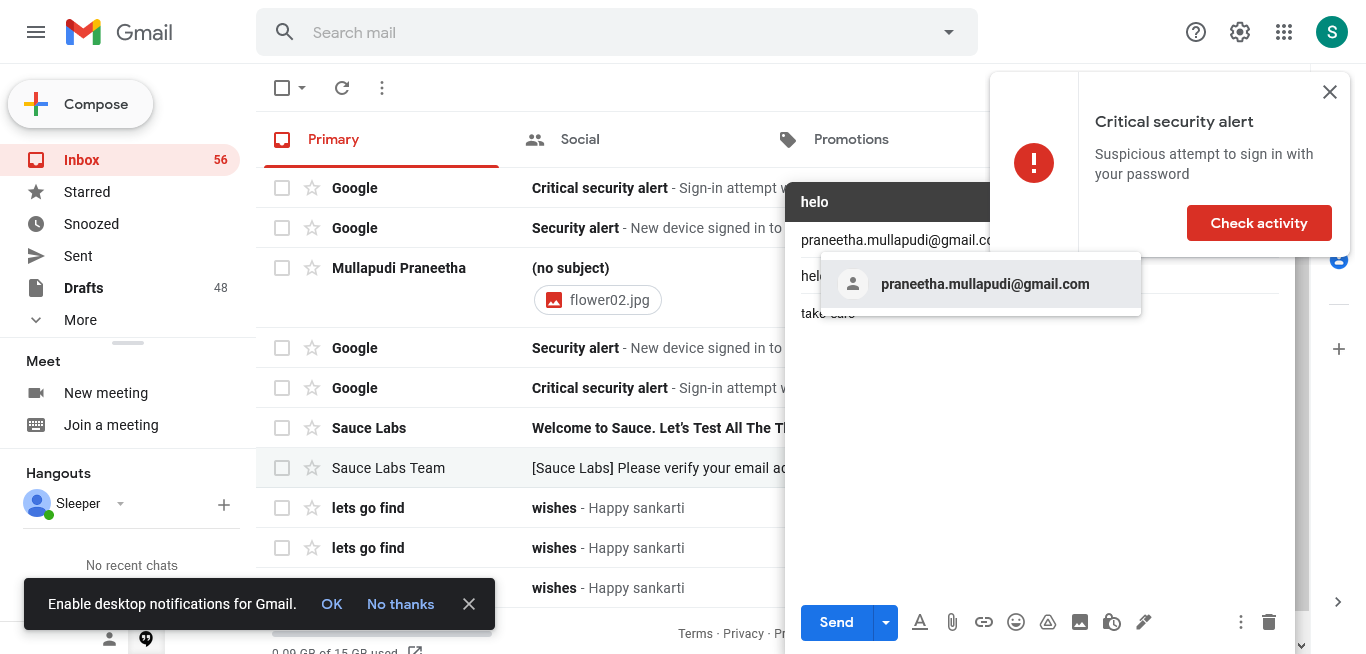 Gmail
Search mail
S
Compose
Inbox 56
Starred
Snoozed
Sent
Drafts 48
More
Meet
New meeting
Join a meeting
Hangouts
Sleeper
No recent chats
Primary
Social
Promotions
Google Critical security alert - Sign-in attempt
Google Security alert - New device signed in to
Mullapudi Praneetha (no subject)
flower02.jpg
Google Security alert - New device signed in to
Google Critical security alert - Sign-in attempt
Sauce Labs Welcome to Sauce. Let's Test All The
Sauce Labs Team [Sauce Labs] Please verify your email
lets go find wishes - Happy sankarti
lets go find wishes - Happy sankarti
wishes - Happy sankarti
Terms · Privacy ·
0.09 GB of 15 GB used
Enable desktop notifications for Gmail. OK No thanks
helo
praneetha.mullapudi@gmail.co
praneetha.mullapudi@gmail.com
take care
Send
Critical security alert
Suspicious attempt to sign in with
your password
Check activity